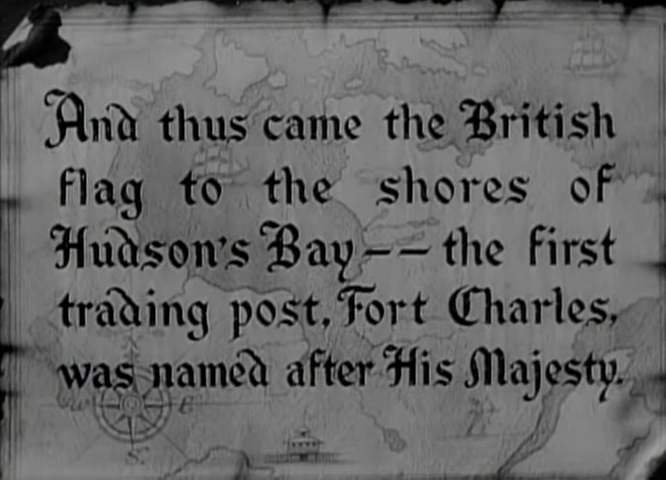 And thus came the British
flag to the shores of
Hudson's Bay -- the first
trading post, Fort Charles,
was named after His Majesty.